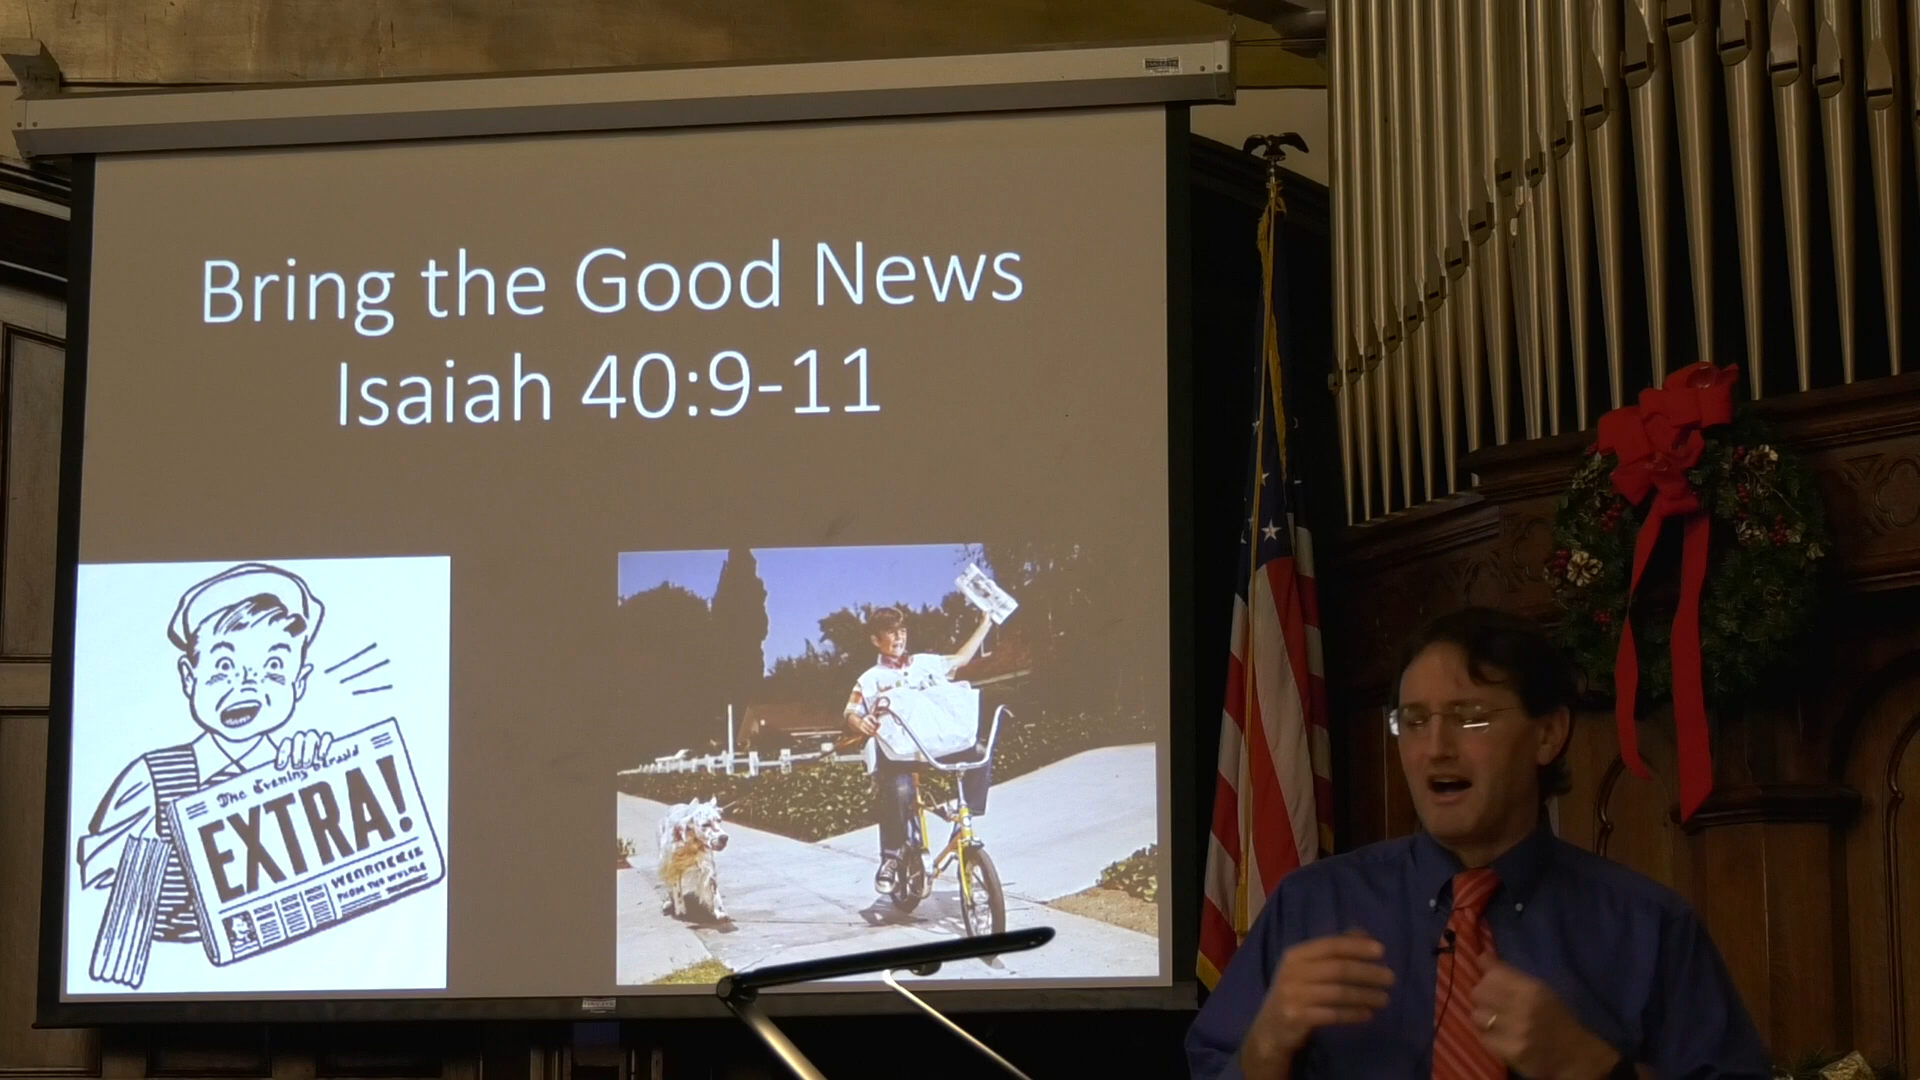 Bring the Good News
Isaiah 40:9-11
The Evening Herald
EXTRA!